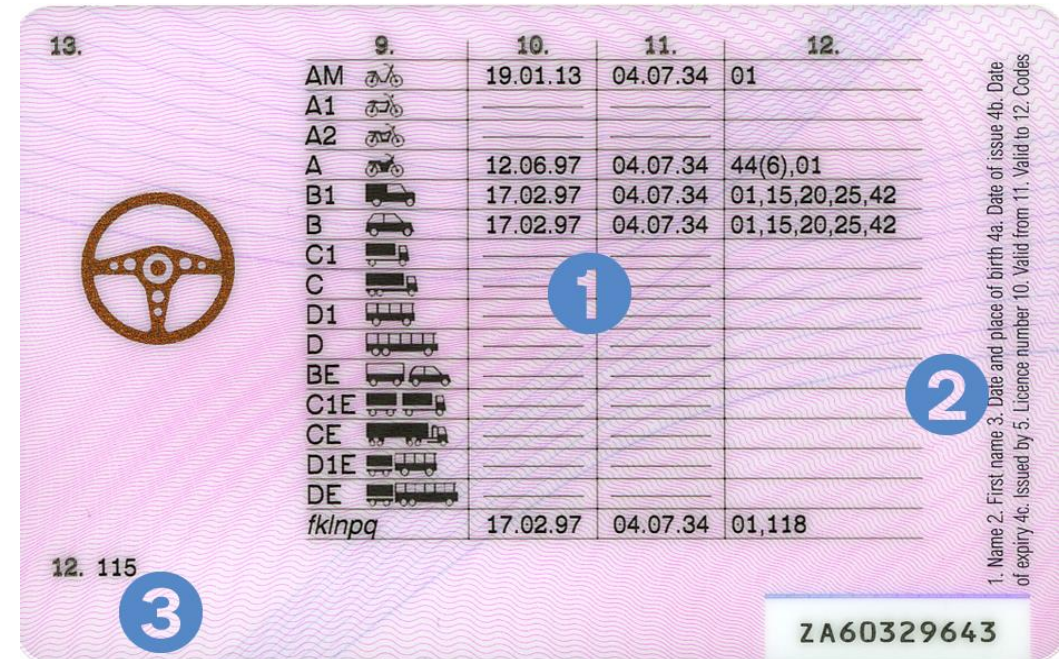 13.
9. 10. 11. 12.
AM 19.01.13 04.07.34 01
A1
A2
A 12.06.97 04.07.34 44(6),01
B1 17.02.97 04.07.34 01,15,20,25,42
B 17.02.97 04.07.34 01,15,20,25,42
C1
C
D1
D
BE
C1E
CE
D1E
DE
fklnpq 17.02.97 04.07.34 01,118
12. 115
1
2
3
1. Name 2. First name 3. Date and place of birth 4a. Date of issue 4b. Date
of expiry 4c. Issued by 5. Licence number 10. Valid from 11. Valid to 12. Codes
ZA60329643